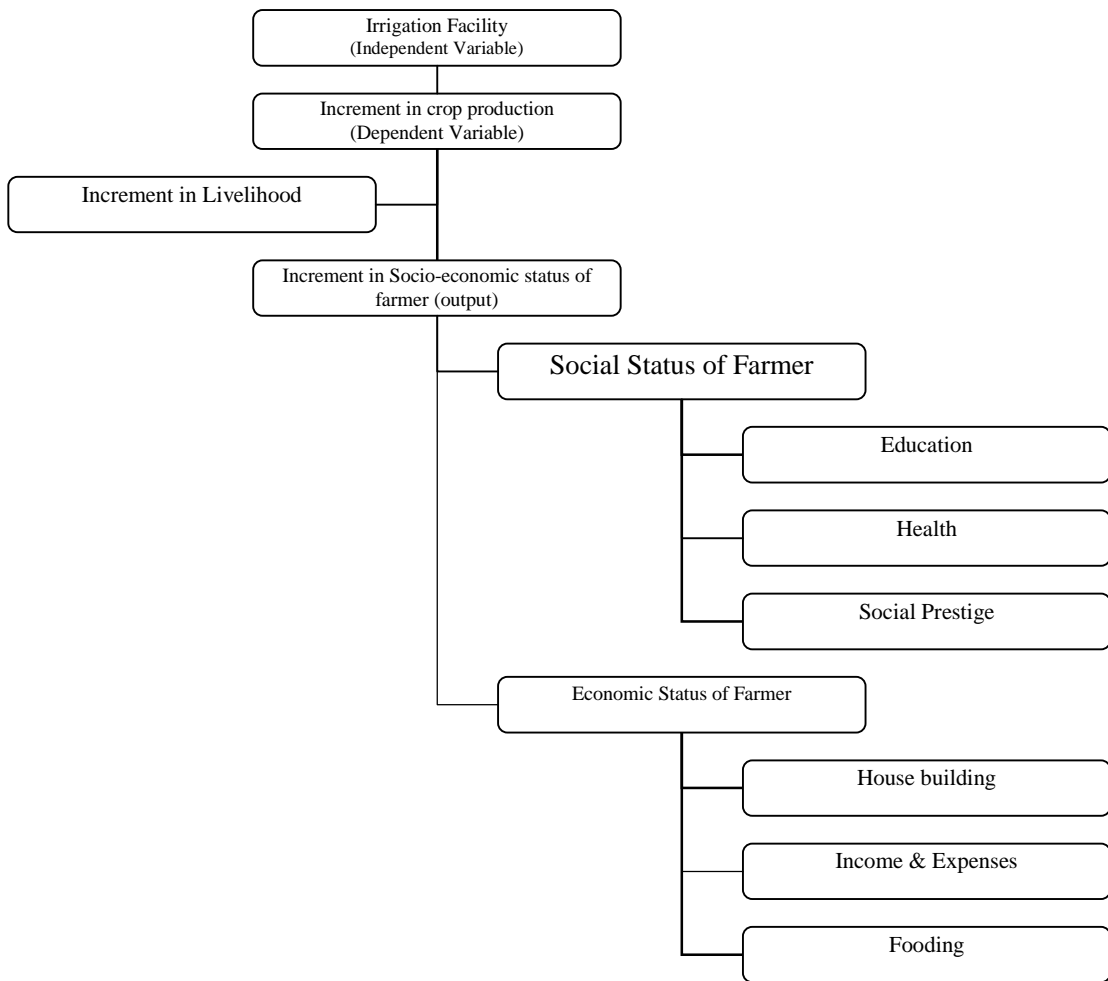 Irrigation Facility
(Independent Variable)
Increment in crop production
(Dependent Variable)
Increment in Livelihood
Increment in Socio-economic status of
farmer (output)
Social Status of Farmer
Education
Health
Social Prestige
Economic Status of Farmer
House building
Income & Expenses
Fooding